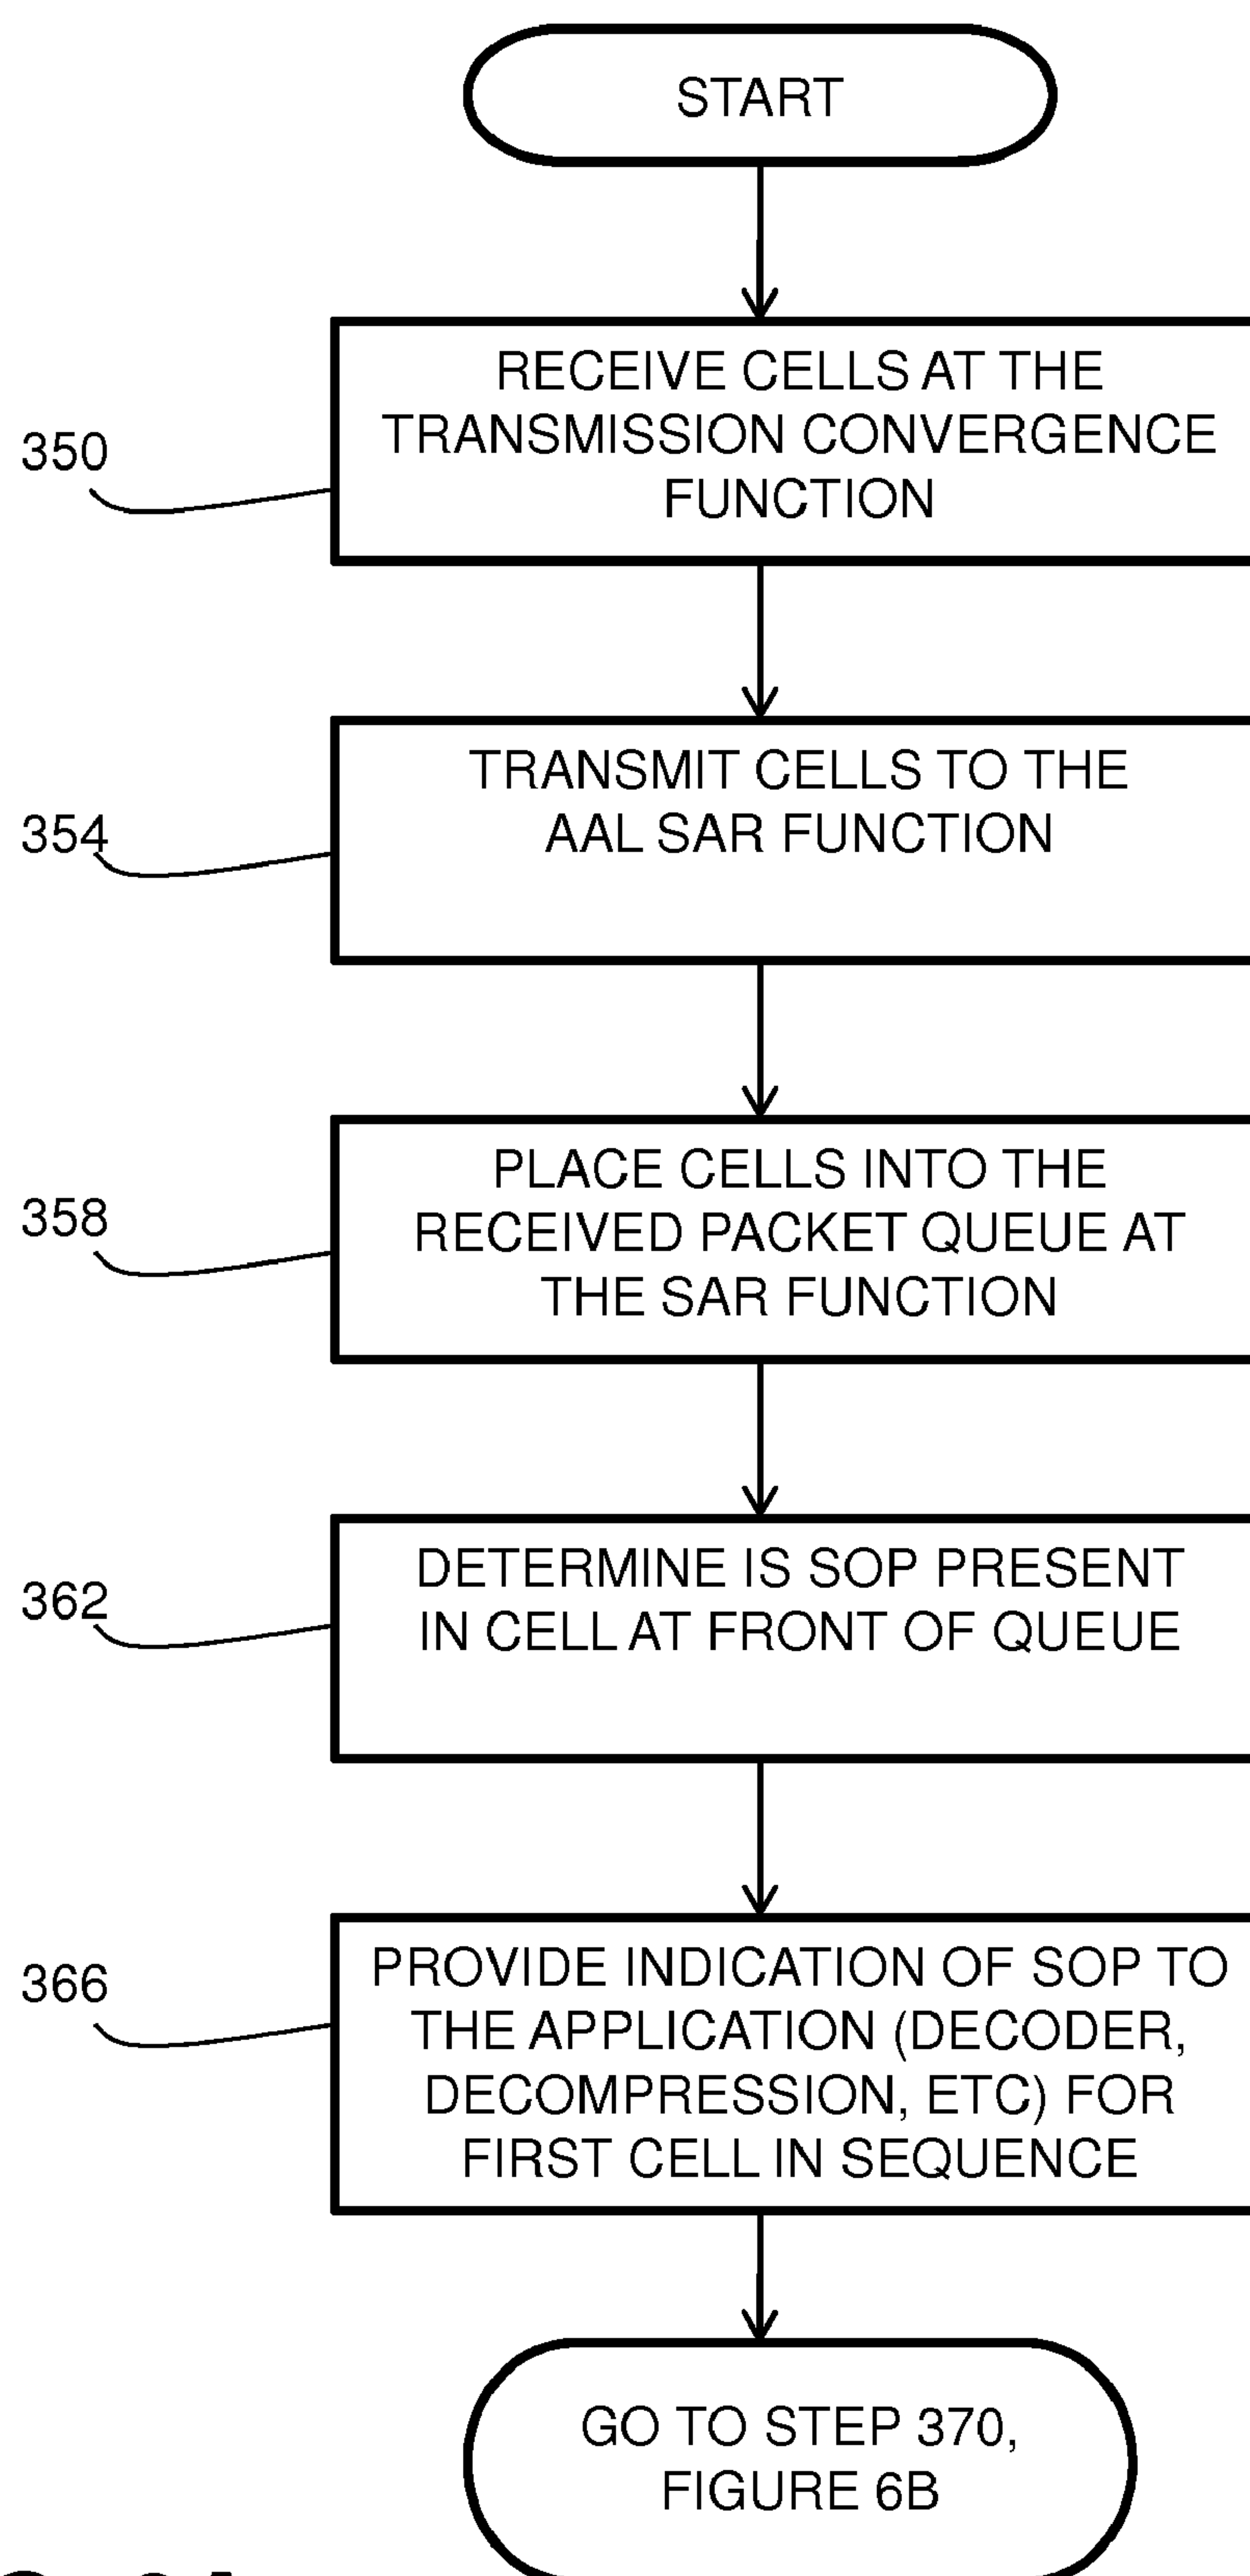 START
RECEIVE CELLS AT THE
TRANSMISSION CONVERGENCE
FUNCTION
350
TRANSMIT CELLS TO THE
AAL SAR FUNCTION
354
PLACE CELLS INTO THE
RECEIVED PACKET QUEUE AT
THE SAR FUNCTION
358
DETERMINE IS SOP PRESENT
IN CELL AT FRONT OF QUEUE
362
PROVIDE INDICATION OF SOP TO
THE APPLICATION (DECODER,
DECOMPRESSION, ETC) FOR
FIRST CELL IN SEQUENCE
366
GO TO STEP 370,
FIGURE 6B